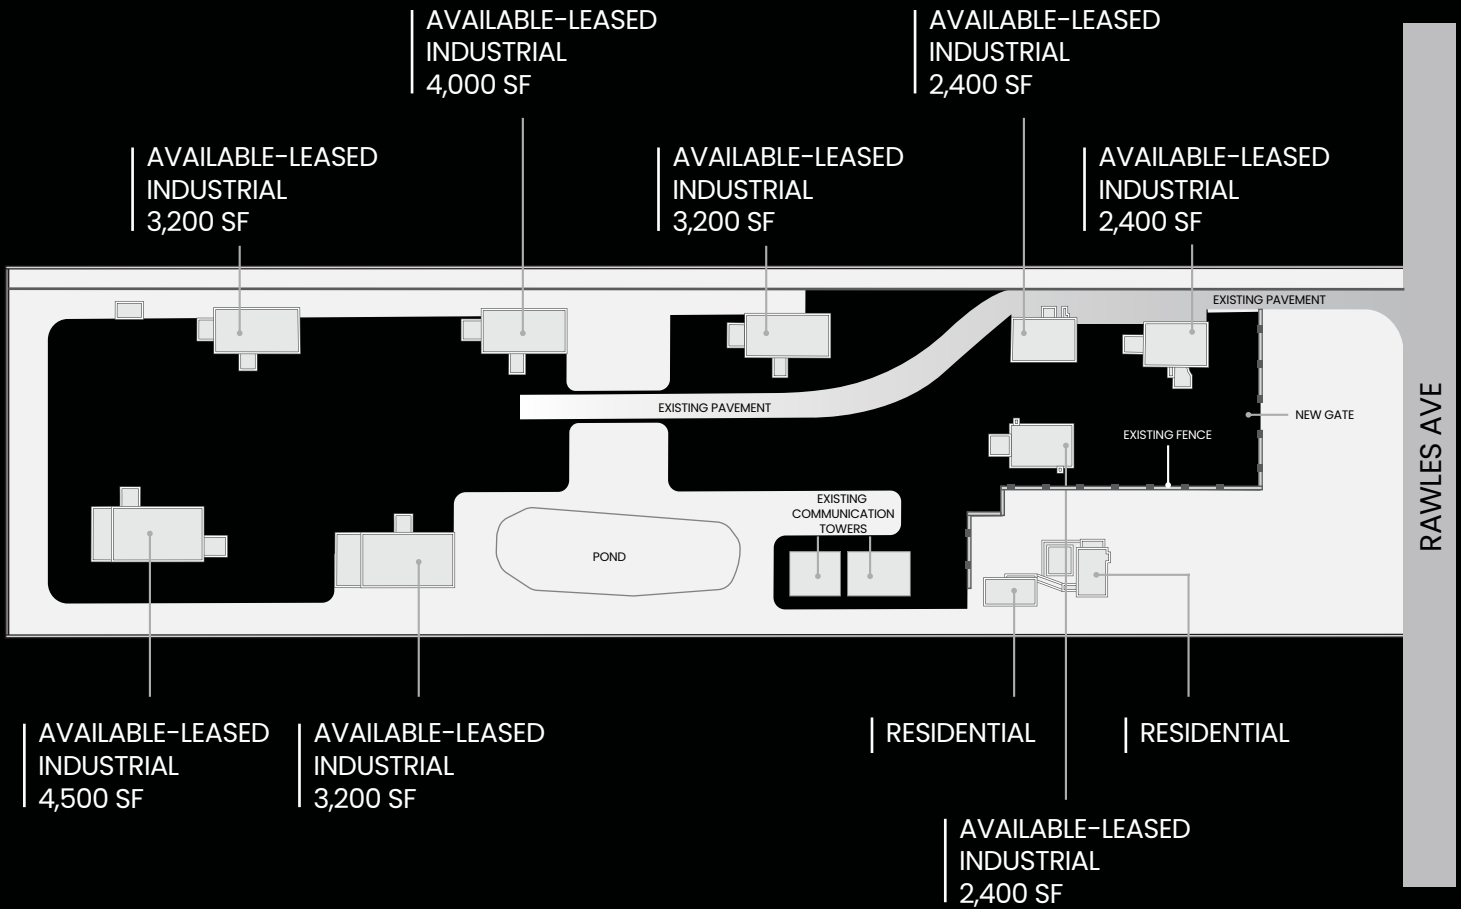 AVAILABLE-LEASED
INDUSTRIAL
4,000 SF
AVAILABLE-LEASED
INDUSTRIAL
2,400 SF
AVAILABLE-LEASED
INDUSTRIAL
3,200 SF
AVAILABLE-LEASED
INDUSTRIAL
3,200 SF
AVAILABLE-LEASED
INDUSTRIAL
2,400 SF
EXISTING PAVEMENT
EXISTING PAVEMENT
NEW GATE
EXISTING FENCE
RAWLES AVE
EXISTING
COMMUNICATION
TOWERS
POND
AVAILABLE-LEASED
INDUSTRIAL
4,500 SF
AVAILABLE-LEASED
INDUSTRIAL
3,200 SF
RESIDENTIAL
RESIDENTIAL
AVAILABLE-LEASED
INDUSTRIAL
2,400 SF